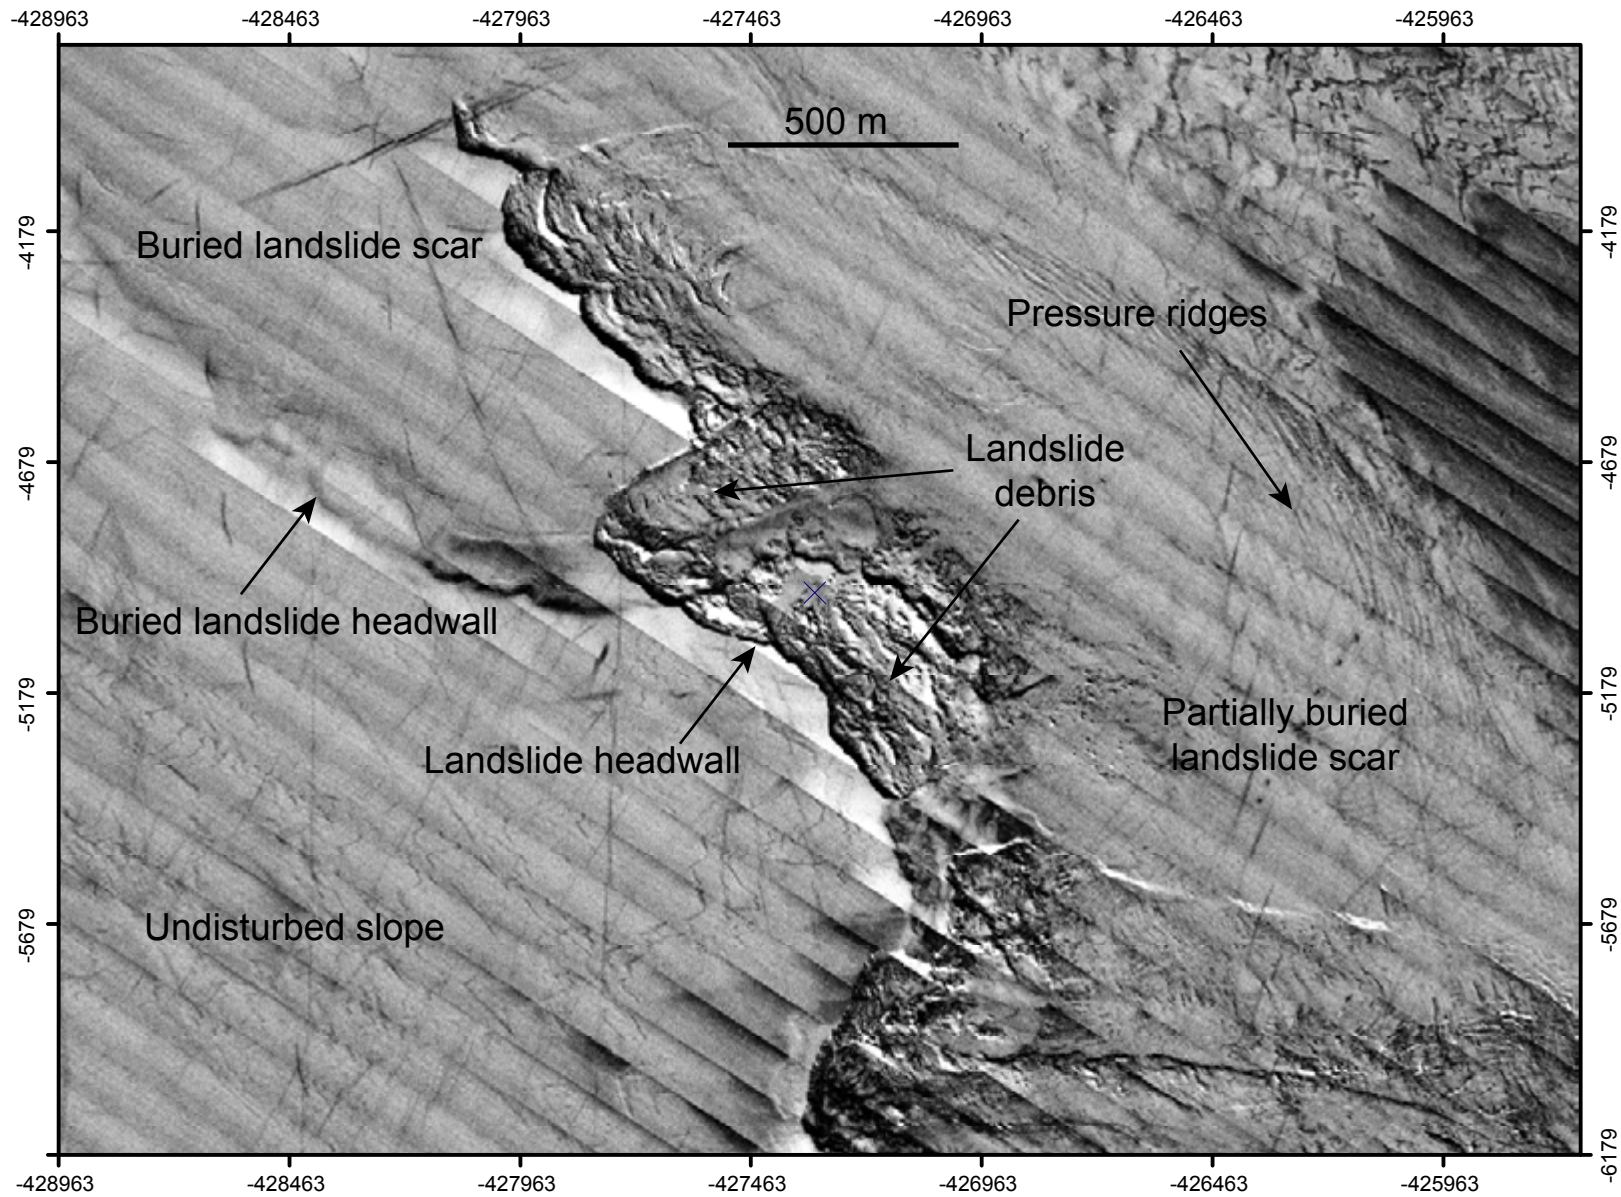 -428963 -428463 -427963 -427463 -426963 -426463 -425963
500 m
-4179
Buried landslide scar
-4179
Pressure ridges
Landslide
debris
-4679
-4679
Buried landslide headwall
-5179
-5179
Partially buried
landslide scar
Landslide headwall
Undisturbed slope
-5679
-5679
-6179
-428963 -428463 -427963 -427463 -426963 -426463 -425963